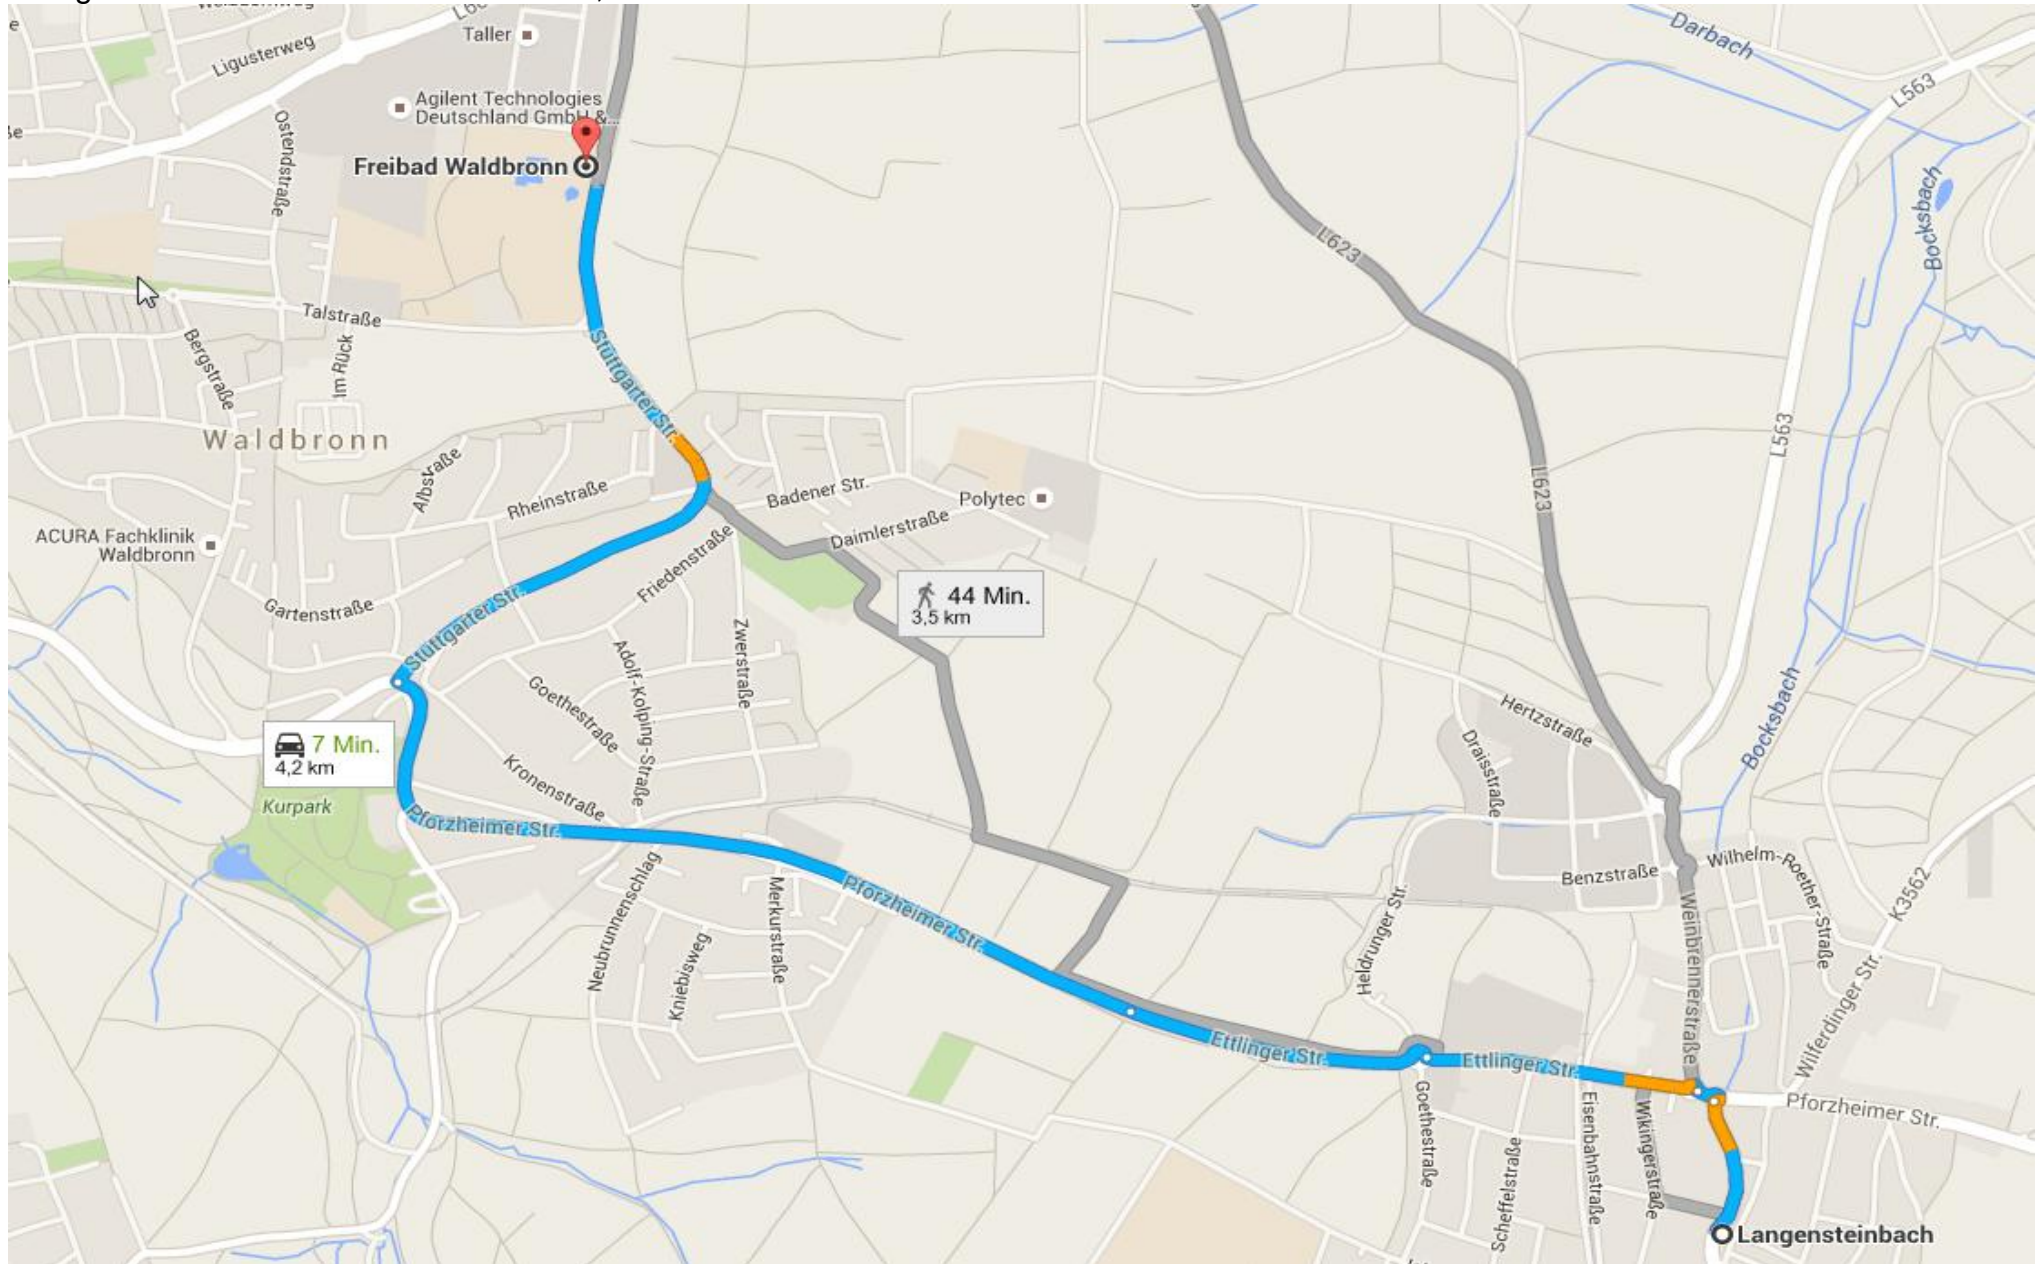 Ligusterweg
Taller
Agilent Technologies
Deutschland GmbH &...
Freibad Waldbronn
Ostendstraße
Darbach
L563
Bocksbach
L623
Talstraße
Im Rück
Bergstraße
Stuttgarter Str.
Waldbronn
Albstraße
Rheinstraße
Badener Str.
Polytec
Daimlerstraße
L563
L623
ACURA Fachklinik
Waldbronn
Gartenstraße
Friedenstraße
44 Min.
3,5 km
Stuttgarter Str.
Zwerstraße
Adolf-Kolping-Straße
Goethestraße
Hertzstraße
Draisstraße
Bocksbach
7 Min.
4,2 km
Kurpark
Kronenstraße
Pforzheimer Str.
Neubrunnenschlag
Merkurstraße
Kniebisweg
Pforzheimer Str.
Heldrunger Str.
Benzstraße
Wilhelm-Roether-Straße
K3562
Weinbrennerstraße
Wilferdinger Str.
Ettlinger Str.
Ettlinger Str.
Goethestraße
Scheffelstraße
Eisenbahnstraße
Wikingerstraße
Pforzheimer Str.
Langensteinbach